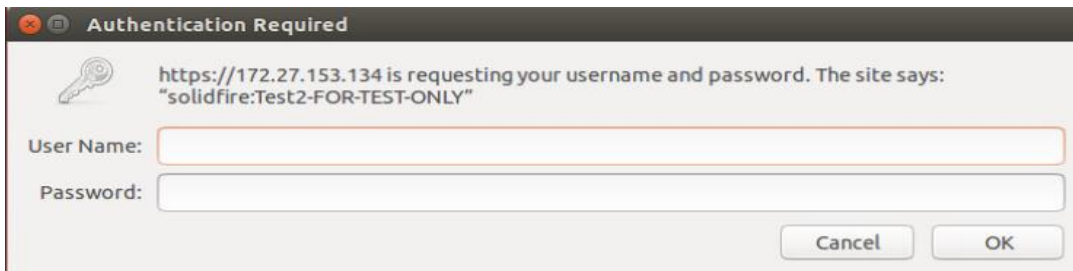 Authentication Required
https://172.27.153.134 is requesting your username and password. The site says:
“solidfire:Test2-FOR-TEST-ONLY”
User Name:
Password:
Cancel OK